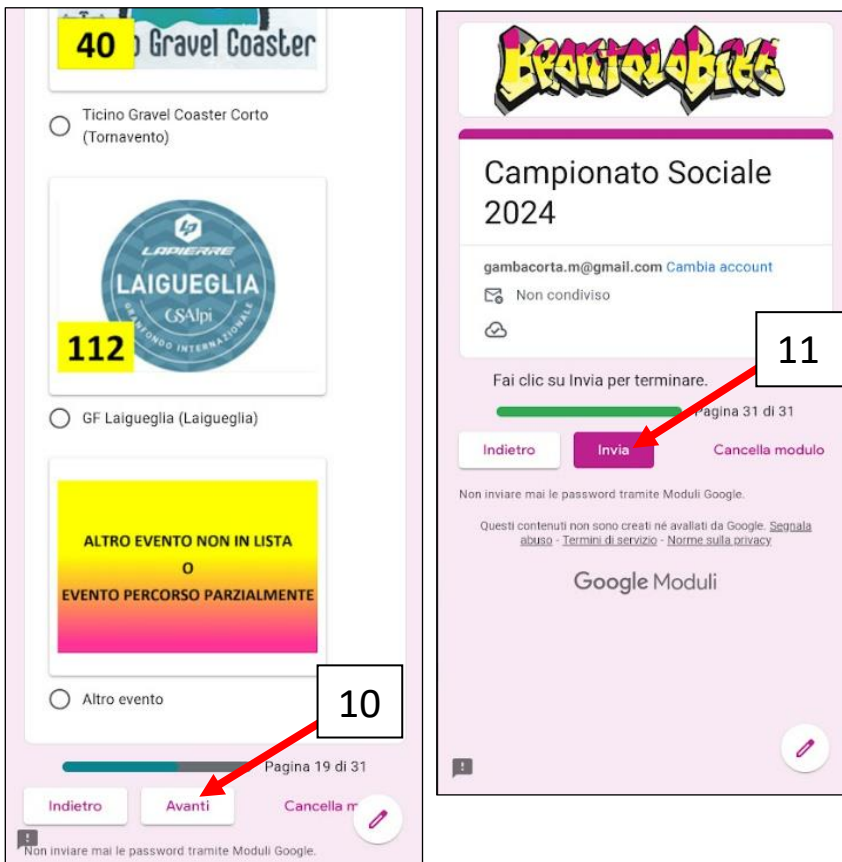 40 o Gravel Coaster
Ticino Gravel Coaster Corto
(Tornavento)
LAPIERRE
LAIGUEGLIA
GSAlpi
GRANFONDO INTERNAZIONALE
112
GF Laigueglia (Laigueglia)
ALTRO EVENTO NON IN LISTA
O
EVENTO PERCORSO PARZIALMENTE
Altro evento
10
Pagina 19 di 31
Indietro Avanti Cancella m
Non inviare mai le password tramite Moduli Google.
BRONTOLOBIKE
Campionato Sociale
2024
gambacorta.m@gmail.com Cambia account
Non condiviso
11
Fai clic su Invia per terminare.
Pagina 31 di 31
Indietro Invia Cancella modulo
Non inviare mai le password tramite Moduli Google.
Questi contenuti non sono creati né avallati da Google. Segnala
abuso - Termini di servizio - Norme sulla privacy
Google Moduli